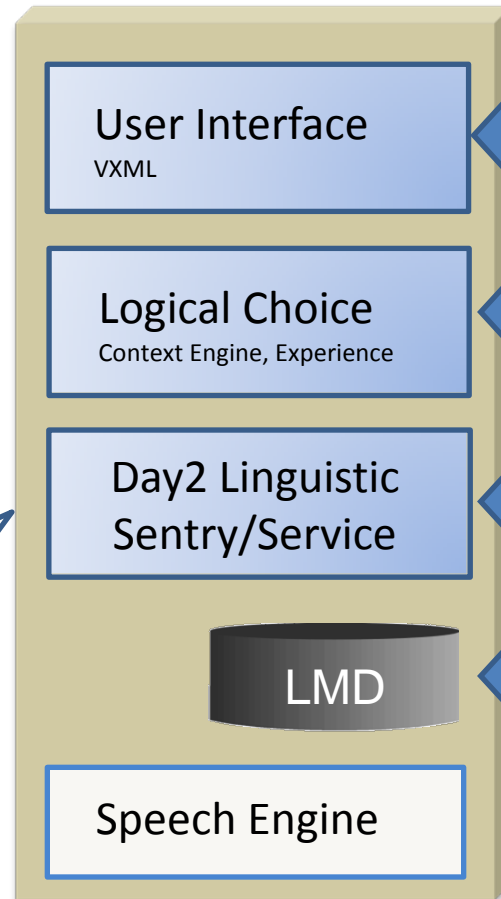 User Interface
VXML
Logical Choice
Context Engine, Experience
Day2 Linguistic
Sentry/Service
LMD
Speech Engine